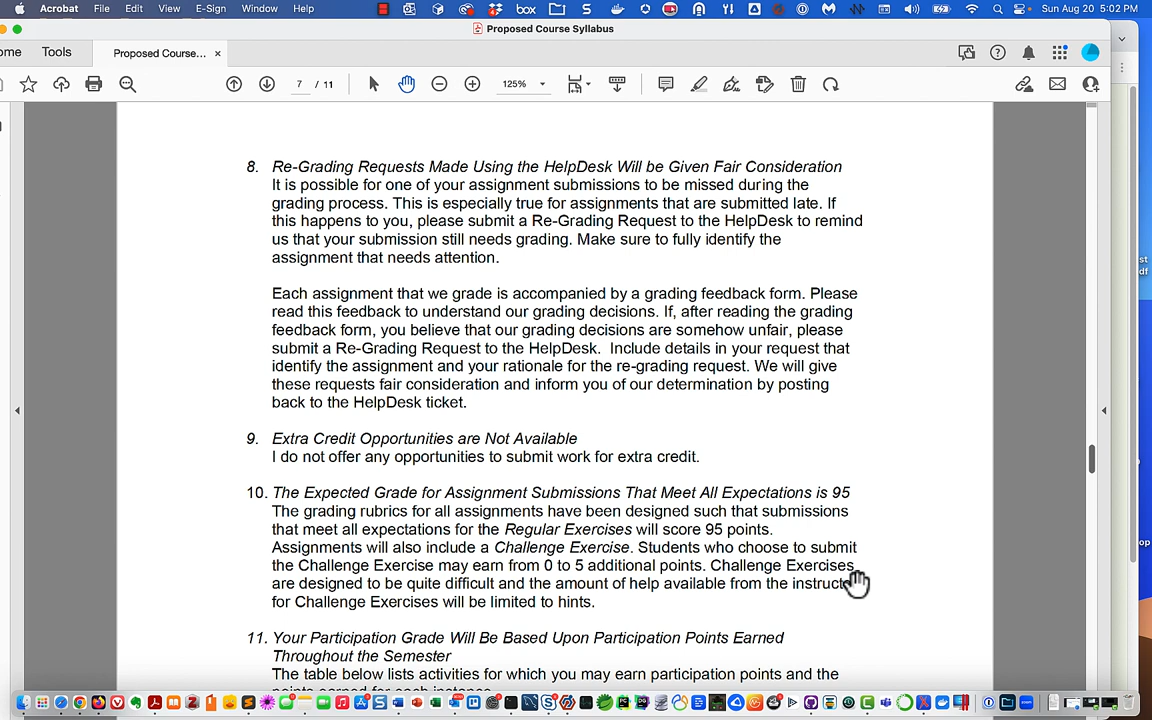 Acrobat File Edit View E-Sign Window Help box Sun Aug 20 5:02 PM
Proposed Course Syllabus
ome Tools Proposed Course... ×
7 / 11 125%
8. Re-Grading Requests Made Using the HelpDesk Will be Given Fair Consideration
It is possible for one of your assignment submissions to be missed during the
grading process. This is especially true for assignments that are submitted late. If
this happens to you, please submit a Re-Grading Request to the HelpDesk to remind
us that your submission still needs grading. Make sure to fully identify the
assignment that needs attention.
Each assignment that we grade is accompanied by a grading feedback form. Please
read this feedback to understand our grading decisions. If, after reading the grading
feedback form, you believe that our grading decisions are somehow unfair, please
submit a Re-Grading Request to the HelpDesk. Include details in your request that
identify the assignment and your rationale for the re-grading request. We will give
these requests fair consideration and inform you of our determination by posting
back to the HelpDesk ticket.
9. Extra Credit Opportunities are Not Available
I do not offer any opportunities to submit work for extra credit.
10. The Expected Grade for Assignment Submissions That Meet All Expectations is 95
The grading rubrics for all assignments have been designed such that submissions
that meet all expectations for the Regular Exercises will score 95 points.
Assignments will also include a Challenge Exercise. Students who choose to submit
the Challenge Exercise may earn from 0 to 5 additional points. Challenge Exercises
are designed to be quite difficult and the amount of help available from the instruct
for Challenge Exercises will be limited to hints.
11. Your Participation Grade Will Be Based Upon Participation Points Earned
Throughout the Semester
The table below lists activities for which you may earn participation points and the